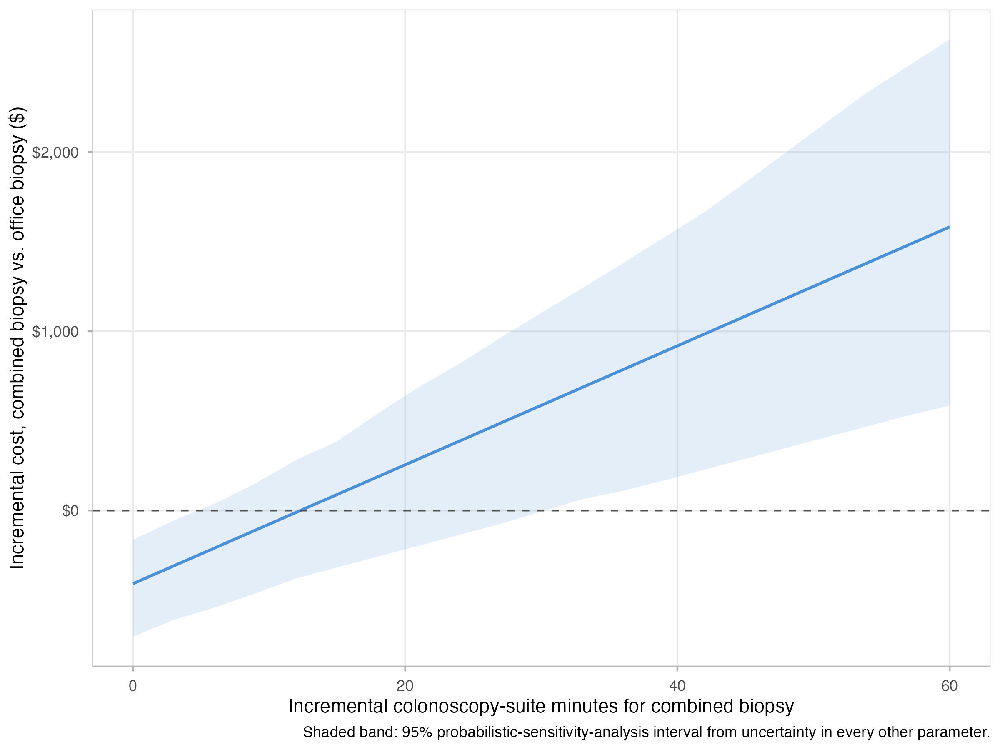 Incremental cost, combined biopsy vs. office biopsy ($)
$2,000
$1,000
$0
0 20 40 60
Incremental colonoscopy-suite minutes for combined biopsy
Shaded band: 95% probabilistic-sensitivity-analysis interval from uncertainty in every other parameter.